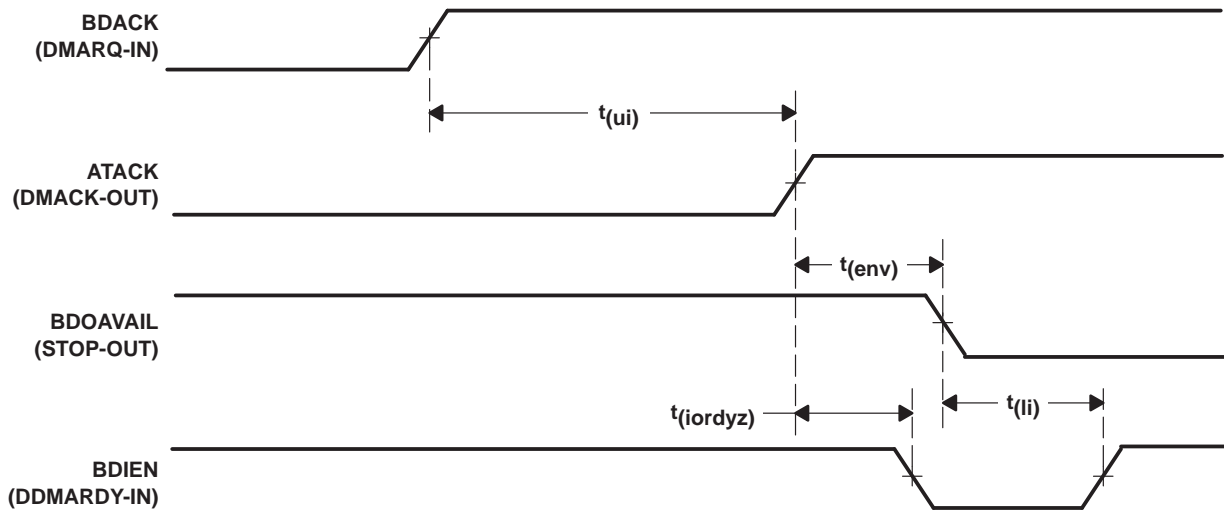 BDACK
(DMARQ-IN)
t(ui)
ATACK
(DMACK-OUT)
t(env)
BDOAVAIL
(STOP-OUT)
t(iordyz)
t(li)
BDIEN
(DDMARDY-IN)